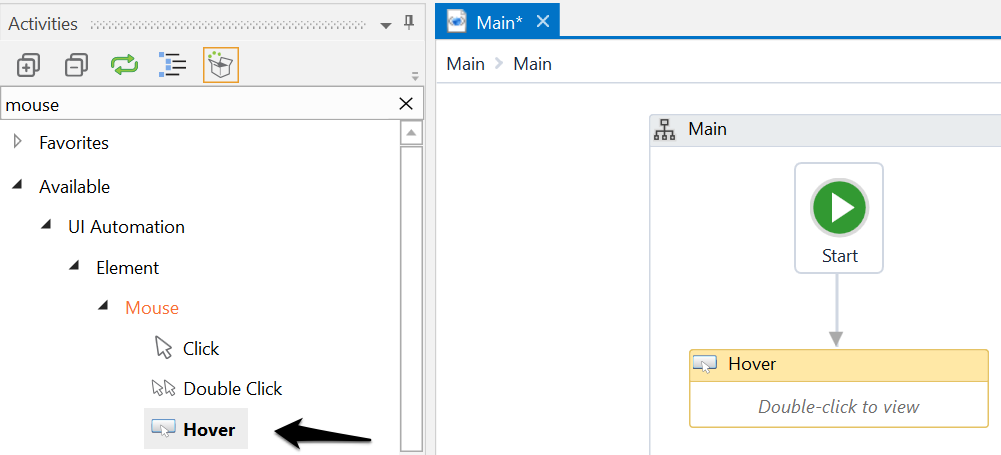 Activities
mouse
Favorites
Available
UI Automation
Element
Mouse
Click
Double Click
Hover
Main*
Main > Main
Main
Start
Hover
Double-click to view